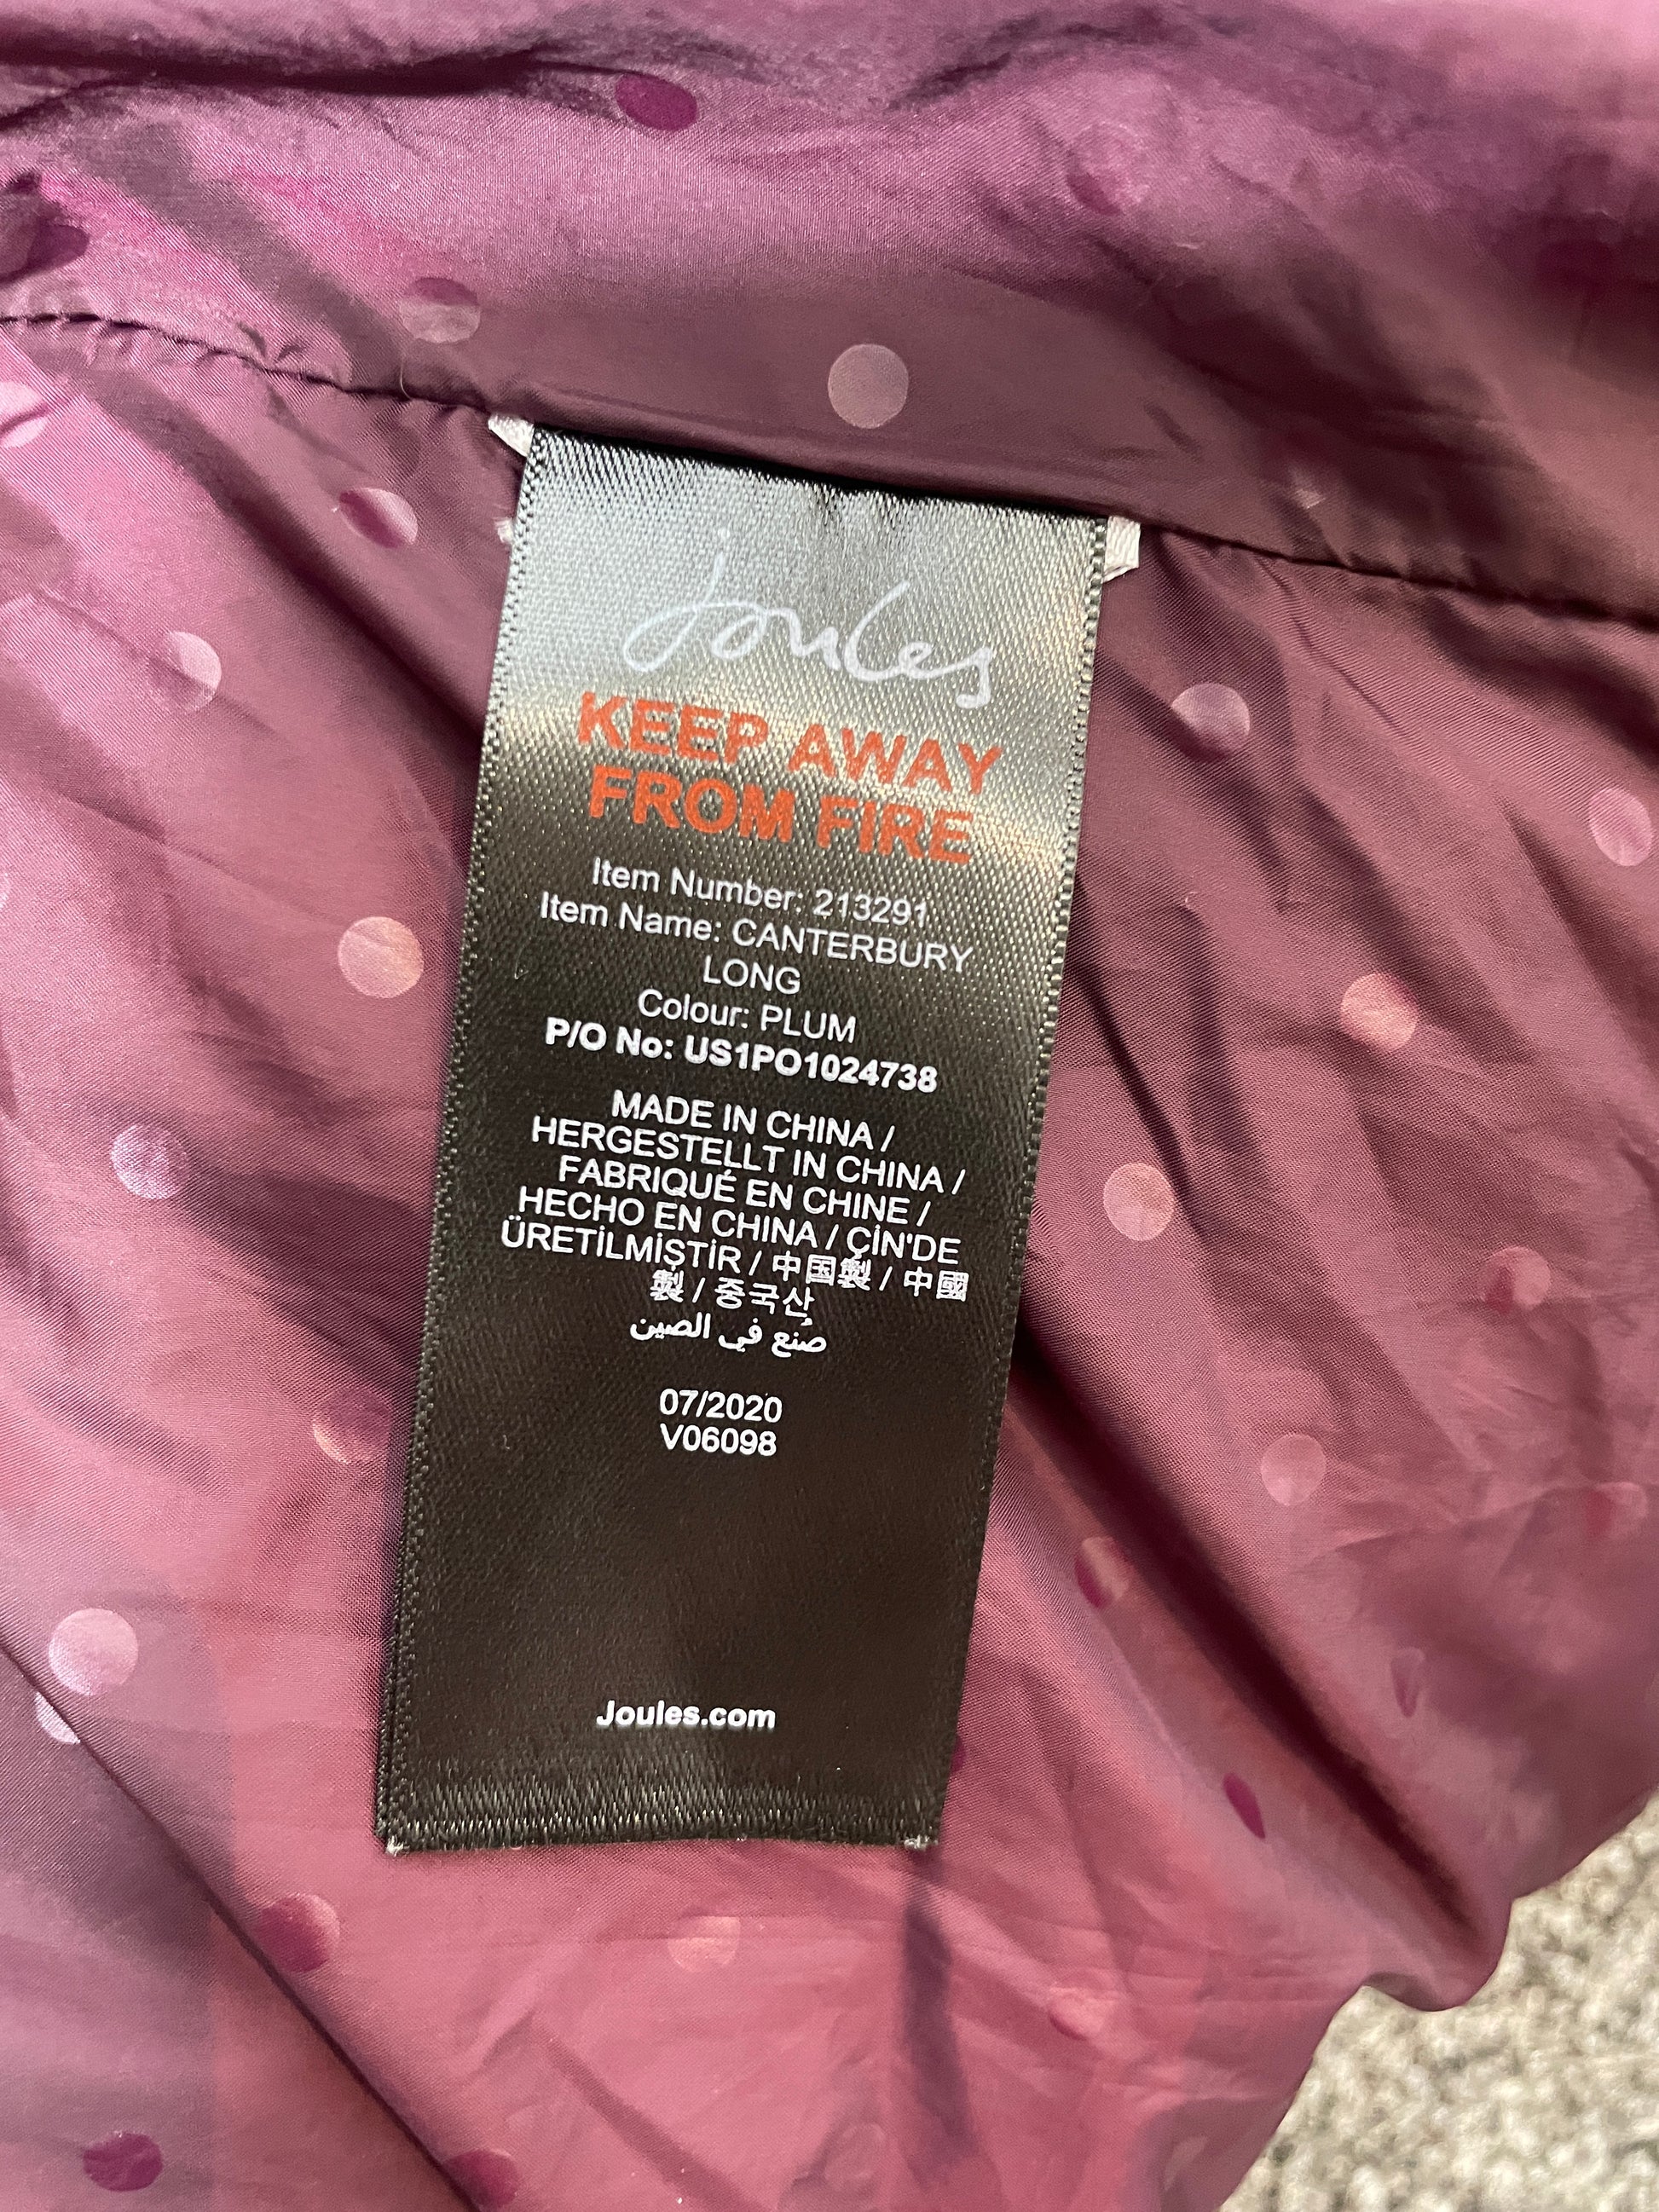 Joules
KEEP AWAY
FROM FIRE
Item Number: 213291
Item Name: CANTERBURY
LONG
Colour: PLUM
P/O No: US1PO1024738
MADE IN CHINA /
HERGESTELLT IN CHINA /
FABRIQUÉ EN CHINE /
HECHO EN CHINA / ÇİN'DE
ÜRETİLMİŞTİR / 中国製 / 中國
製 / 중국산
صُنع في الصين
07/2020
V06098
Joules.com